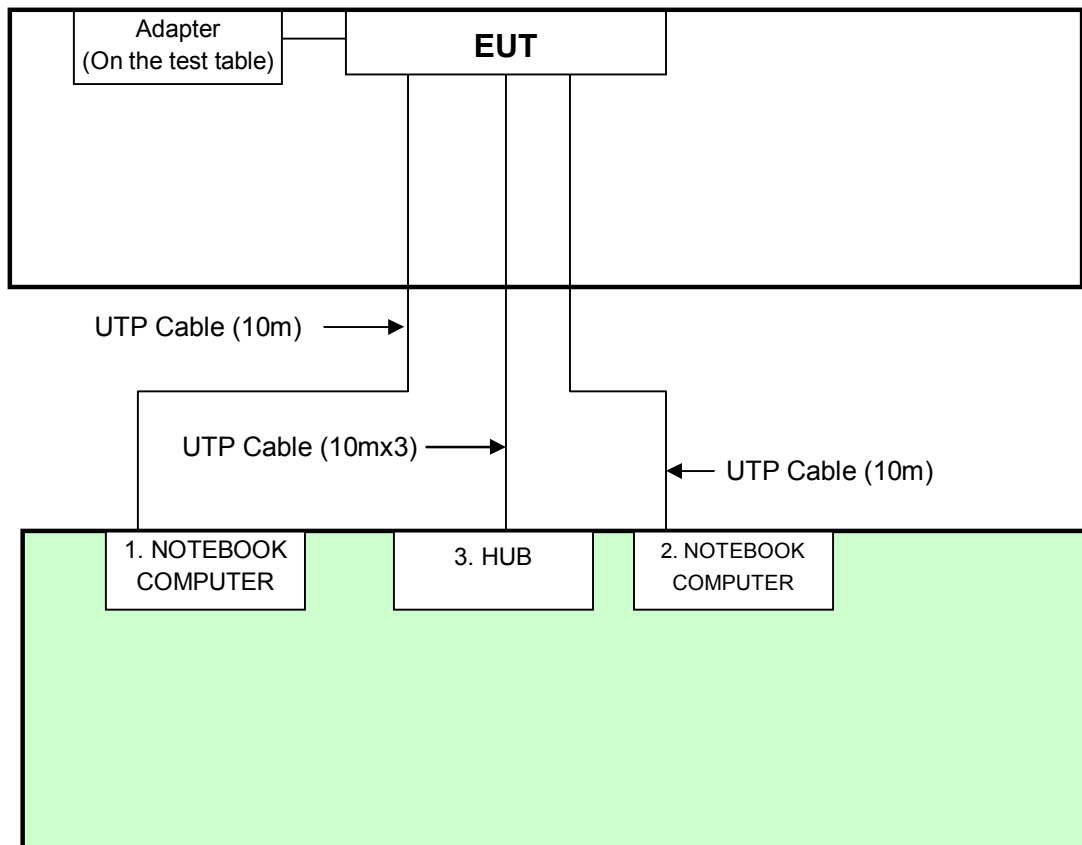 Adapter
(On the test table)
EUT
UTP Cable (10m)
UTP Cable (10mx3)
UTP Cable (10m)
1. NOTEBOOK
COMPUTER
3. HUB
2. NOTEBOOK
COMPUTER